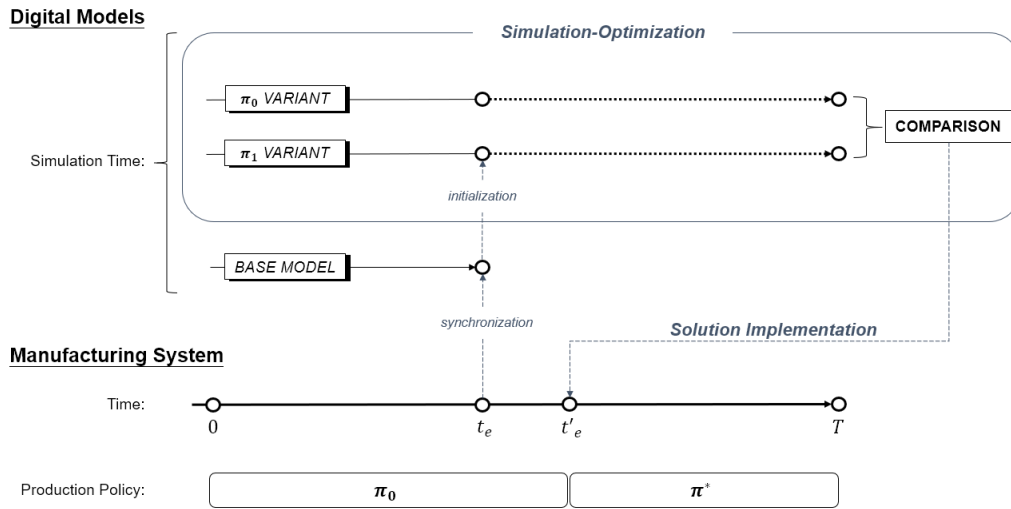 Digital Models
Simulation-Optimization
π₀ VARIANT
π₁ VARIANT
COMPARISON
Simulation Time:
initialization
BASE MODEL
synchronization
Solution Implementation
Manufacturing System
Time:
0
tₑ
t'ₑ
T
Production Policy:
π₀
π*